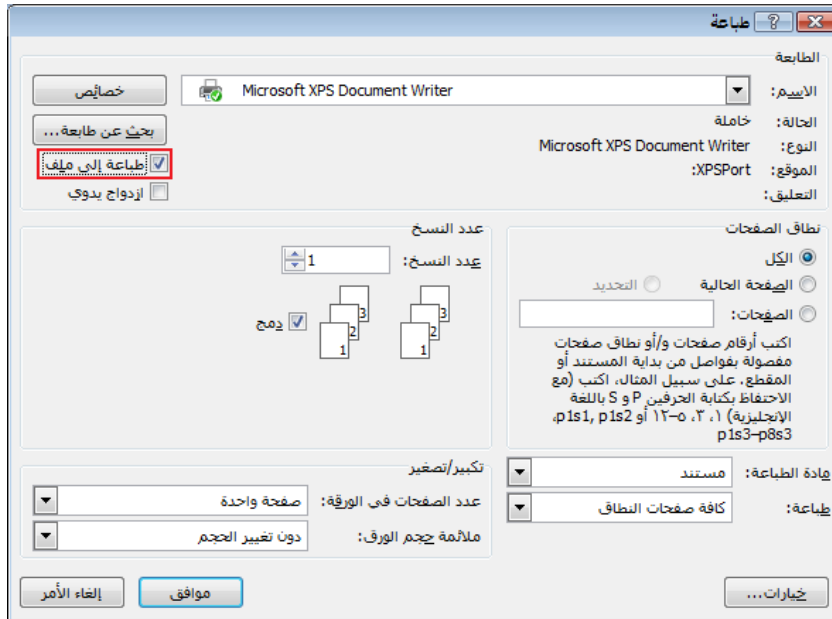 طباعة
الطابعة
الاسم: Microsoft XPS Document Writer خصائص
الحالة: خاملة
بحث عن طابعة...
النوع: Microsoft XPS Document Writer
طباعة إلى ملف
الموقع: XPSPort:
التعليق:
ازدواج يدوي
نطاق الصفحات
الكل
الصفحة الحالية التحديد
الصفحات:
اكتب أرقام صفحات و/أو نطاق صفحات
مفصولة بفواصل من بداية المستند أو
المقطع. على سبيل المثال، اكتب (مع
الاحتفاظ بكتابة الحرفين P و S باللغة
الإنجليزية) ١، ٣، ٥–١٢ أو p1s1, p1s2،
p1s3–p8s3
عدد النسخ
عدد النسخ: 1
1 2 3
1 2 3
دمج
مادة الطباعة: مستند
طباعة: كافة صفحات النطاق
تكبير/تصغير
عدد الصفحات في الورقة: صفحة واحدة
ملائمة حجم الورق: دون تغيير الحجم
خيارات...
موافق
إلغاء الأمر